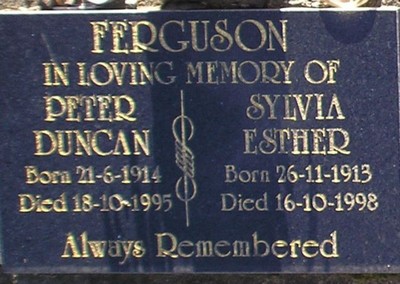 FERGUSON
IN LOVING MEMORY OF
PETER
DUNCAN
Born 21-6-1914
Died 18-10-1995
SYLVIA
ESTHER
Born 26-11-1913
Died 16-10-1998
Always Remembered